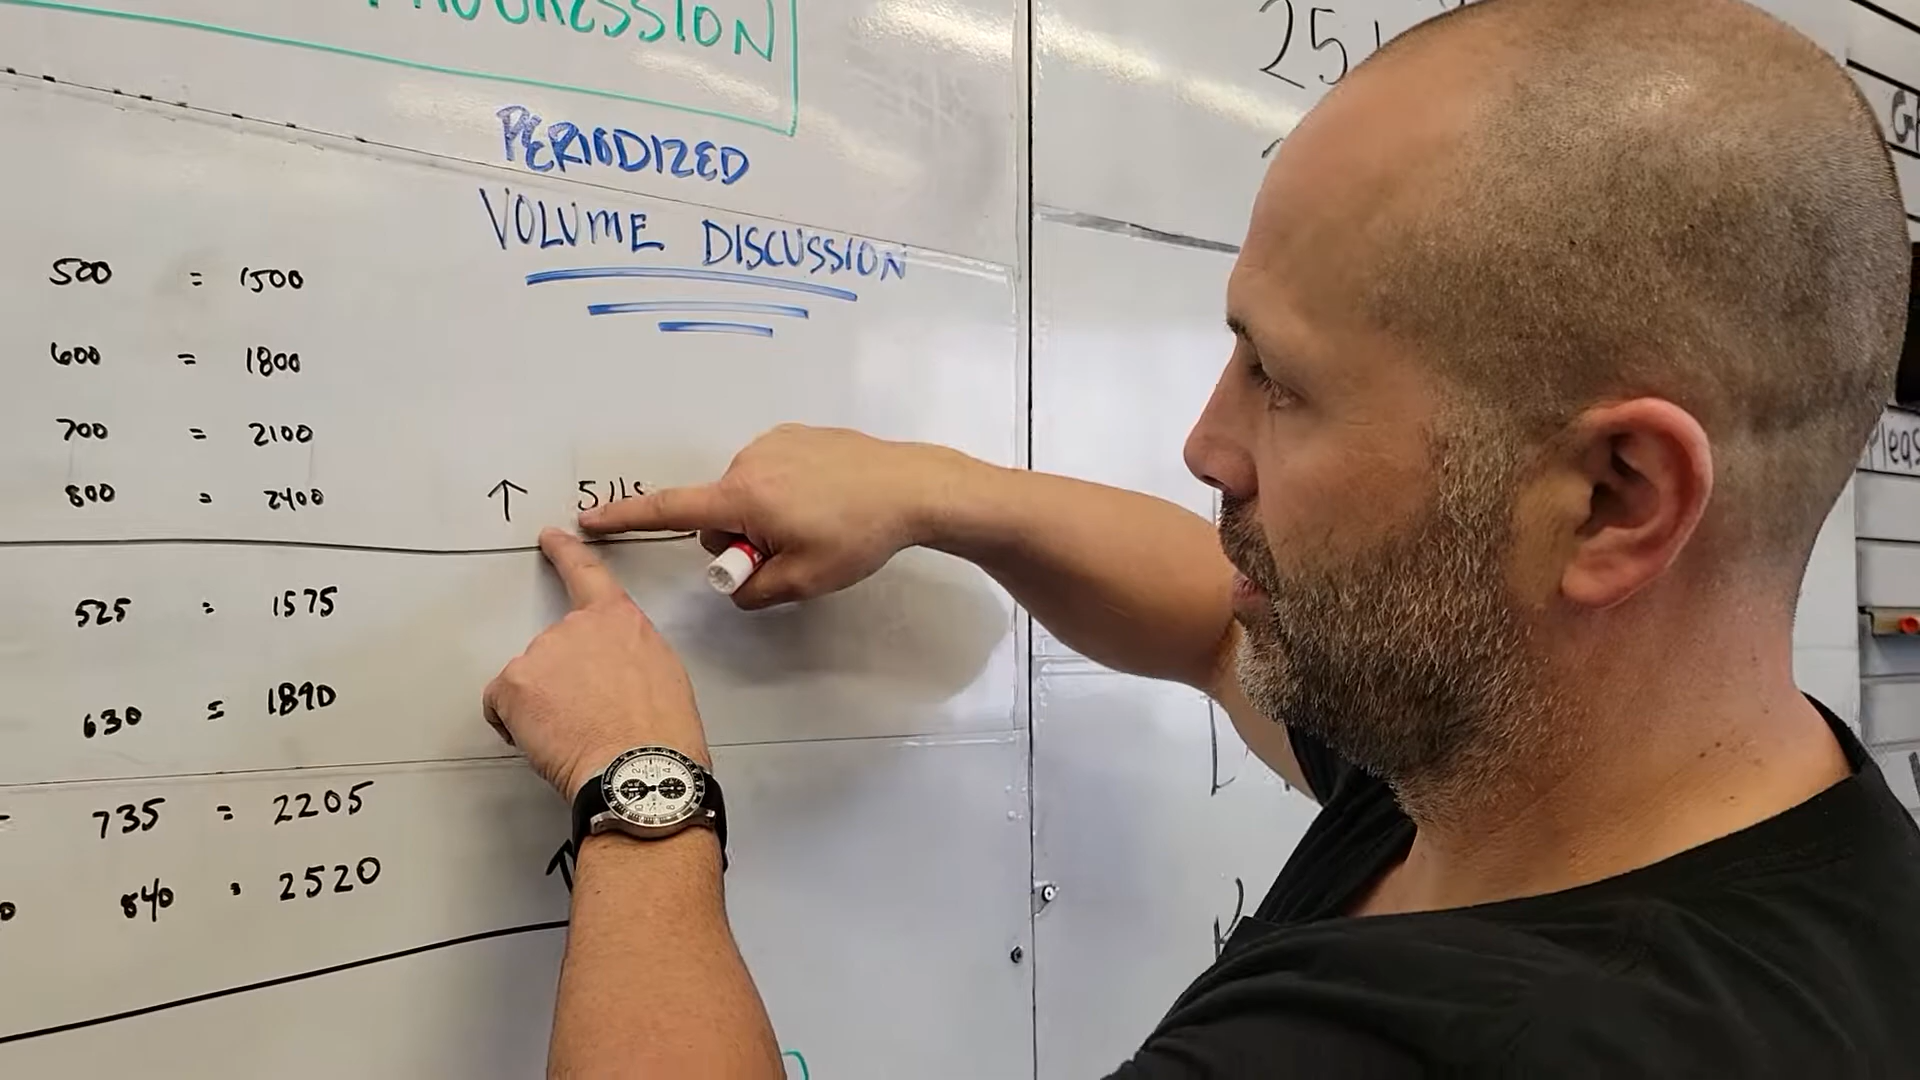 PROGRESSION
PERIODIZED
VOLUME DISCUSSION
500 = 1500
600 = 1800
700 = 2100
800 = 2400 ↑ 5 lbs
525 = 1575
630 = 1890
735 = 2205
840 = 2520
25